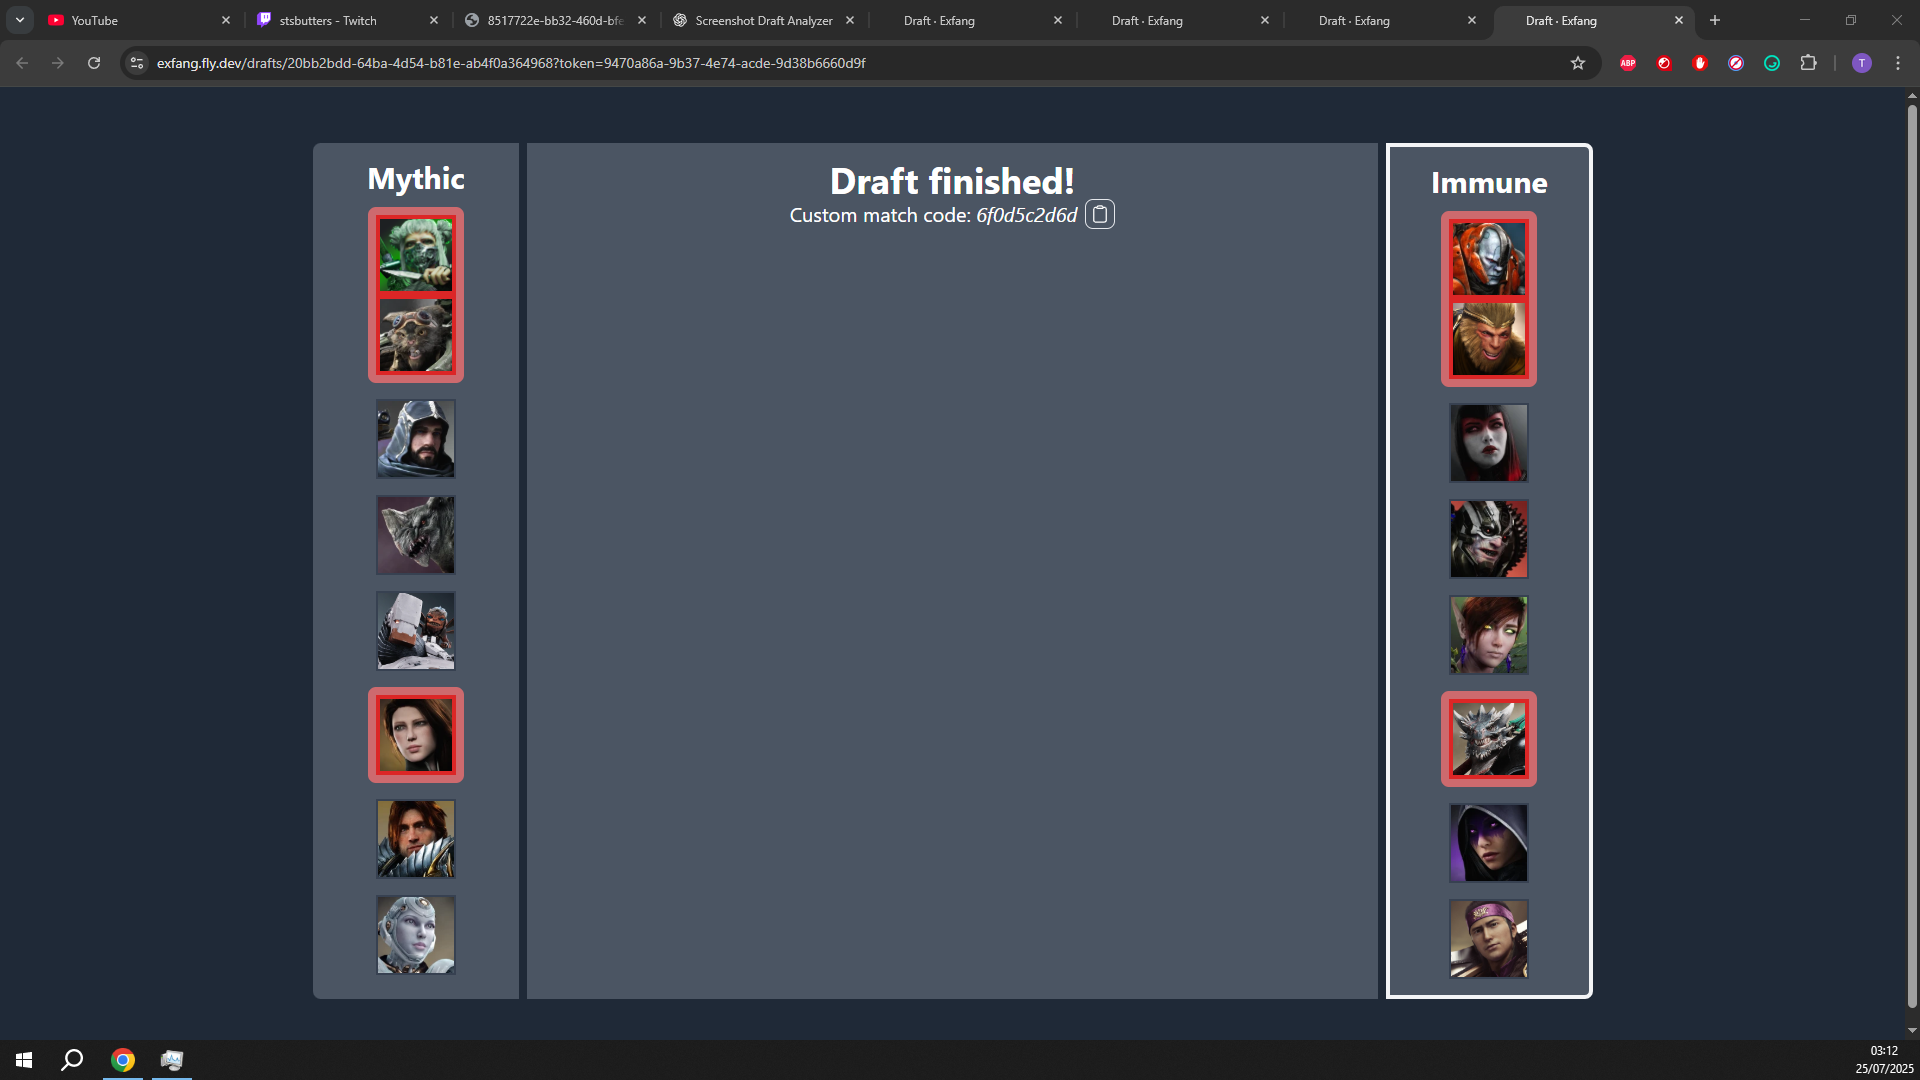 YouTube
stsbutters - Twitch
8517722e-bb32-460d-bfe
Screenshot Draft Analyzer
Draft · Exfang
Draft · Exfang
Draft · Exfang
Draft · Exfang
exfang.fly.dev/drafts/20bb2bdd-64ba-4d54-b81e-ab4f0a364968?token=9470a86a-9b37-4e74-acde-9d38b6660d9f
ABP
T
Mythic
Draft finished!
Custom match code: 6f0d5c2d6d
Immune
03:12
25/07/2025